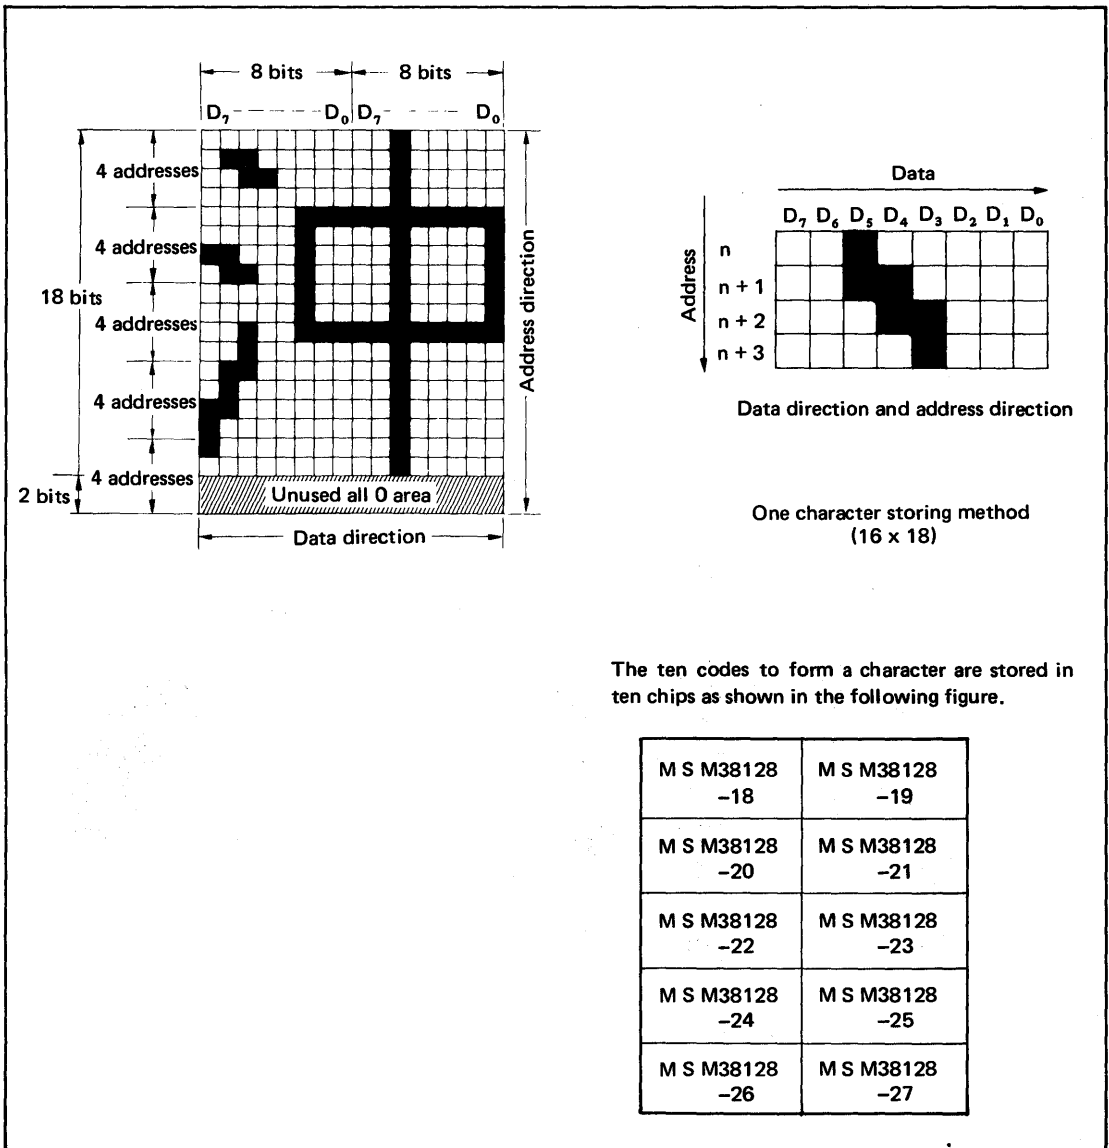 8 bits 8 bits
D₇ D₀ D₇ D₀
4 addresses
4 addresses
18 bits
4 addresses
4 addresses
4 addresses
2 bits
Unused all 0 area
Data direction
Address direction
Data
D₇ D₆ D₅ D₄ D₃ D₂ D₁ D₀
Address
n
n + 1
n + 2
n + 3
Data direction and address direction
One character storing method
(16 x 18)
The ten codes to form a character are stored in
ten chips as shown in the following figure.
M S M38128 M S M38128
–18 –19
M S M38128 M S M38128
–20 –21
M S M38128 M S M38128
–22 –23
M S M38128 M S M38128
–24 –25
M S M38128 M S M38128
–26 –27